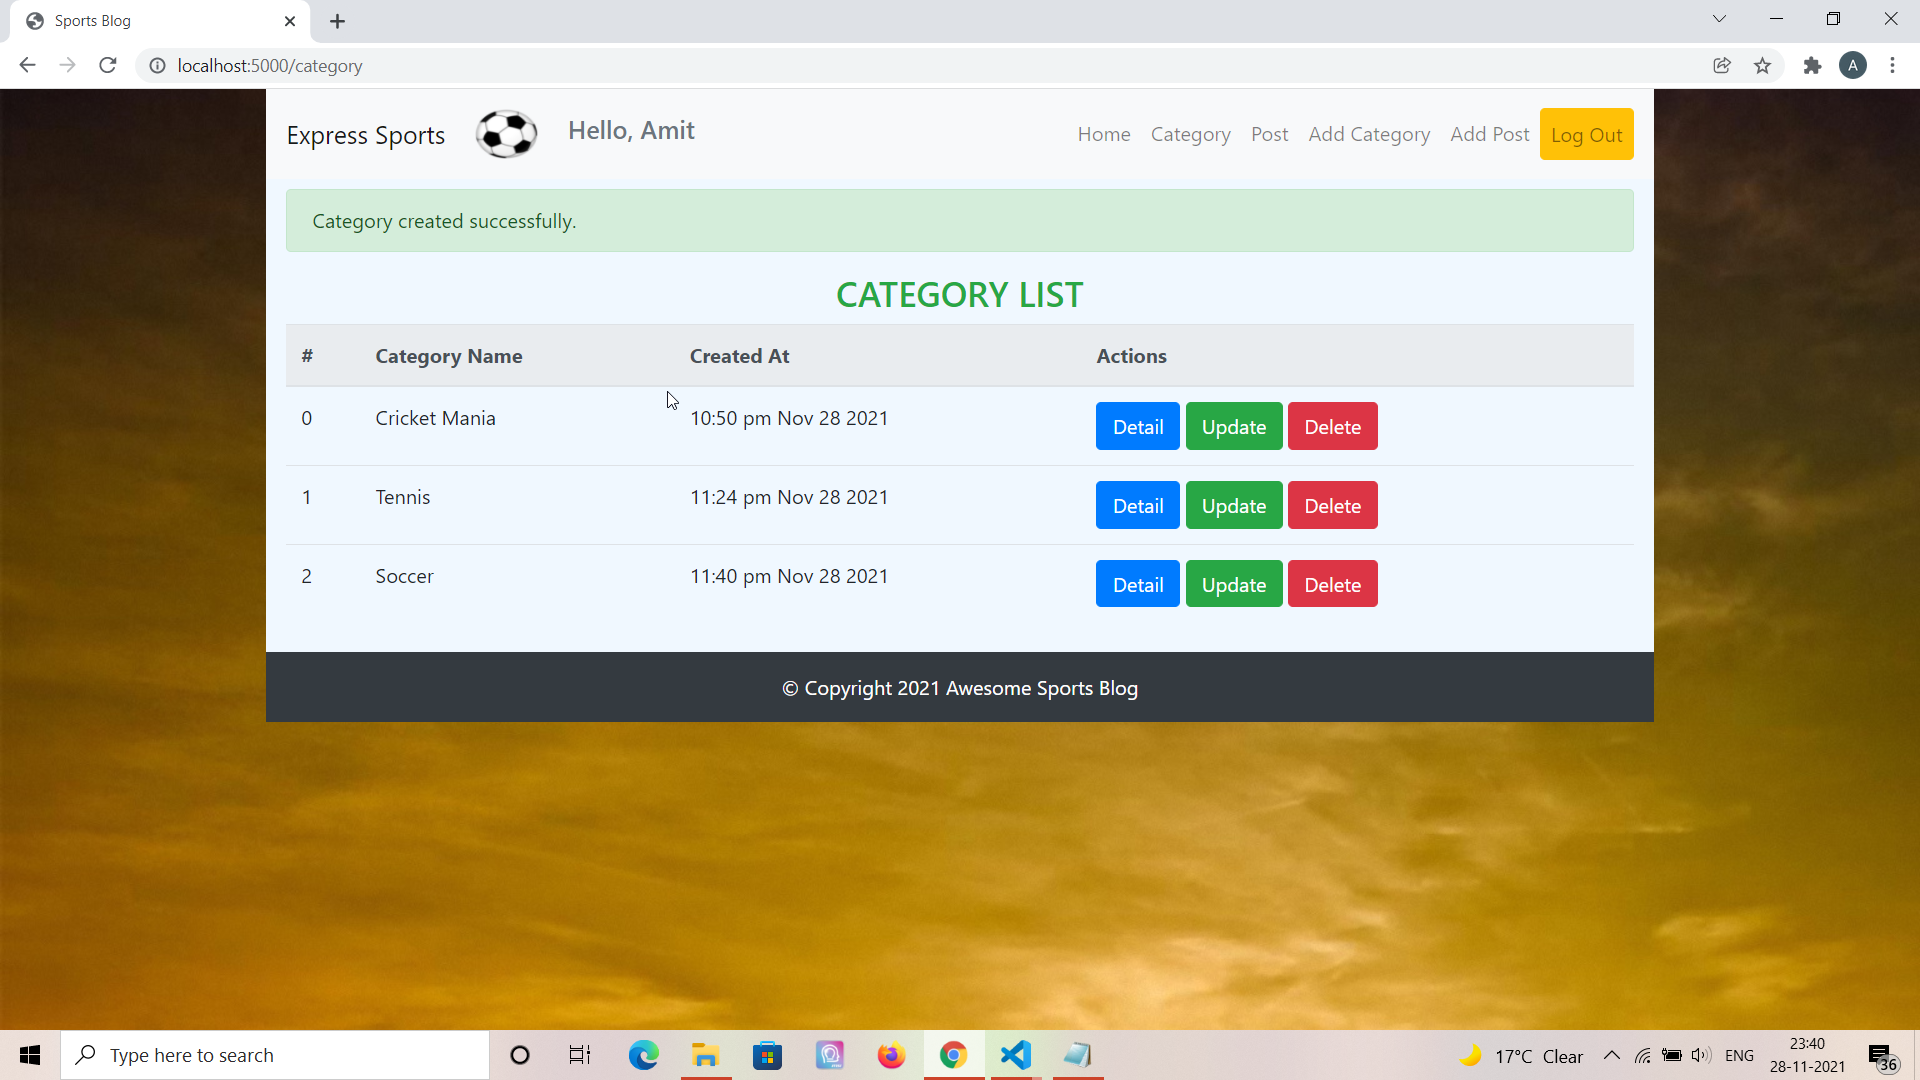 Sports Blog
localhost:5000/category
A
Express Sports
Hello, Amit
Home Category Post Add Category Add Post Log Out
Category created successfully.
CATEGORY LIST
# Category Name Created At Actions
0 Cricket Mania 10:50 pm Nov 28 2021 Detail Update Delete
1 Tennis 11:24 pm Nov 28 2021 Detail Update Delete
2 Soccer 11:40 pm Nov 28 2021 Detail Update Delete
© Copyright 2021 Awesome Sports Blog
Type here to search
17°C Clear
ENG
23:40
28-11-2021
36